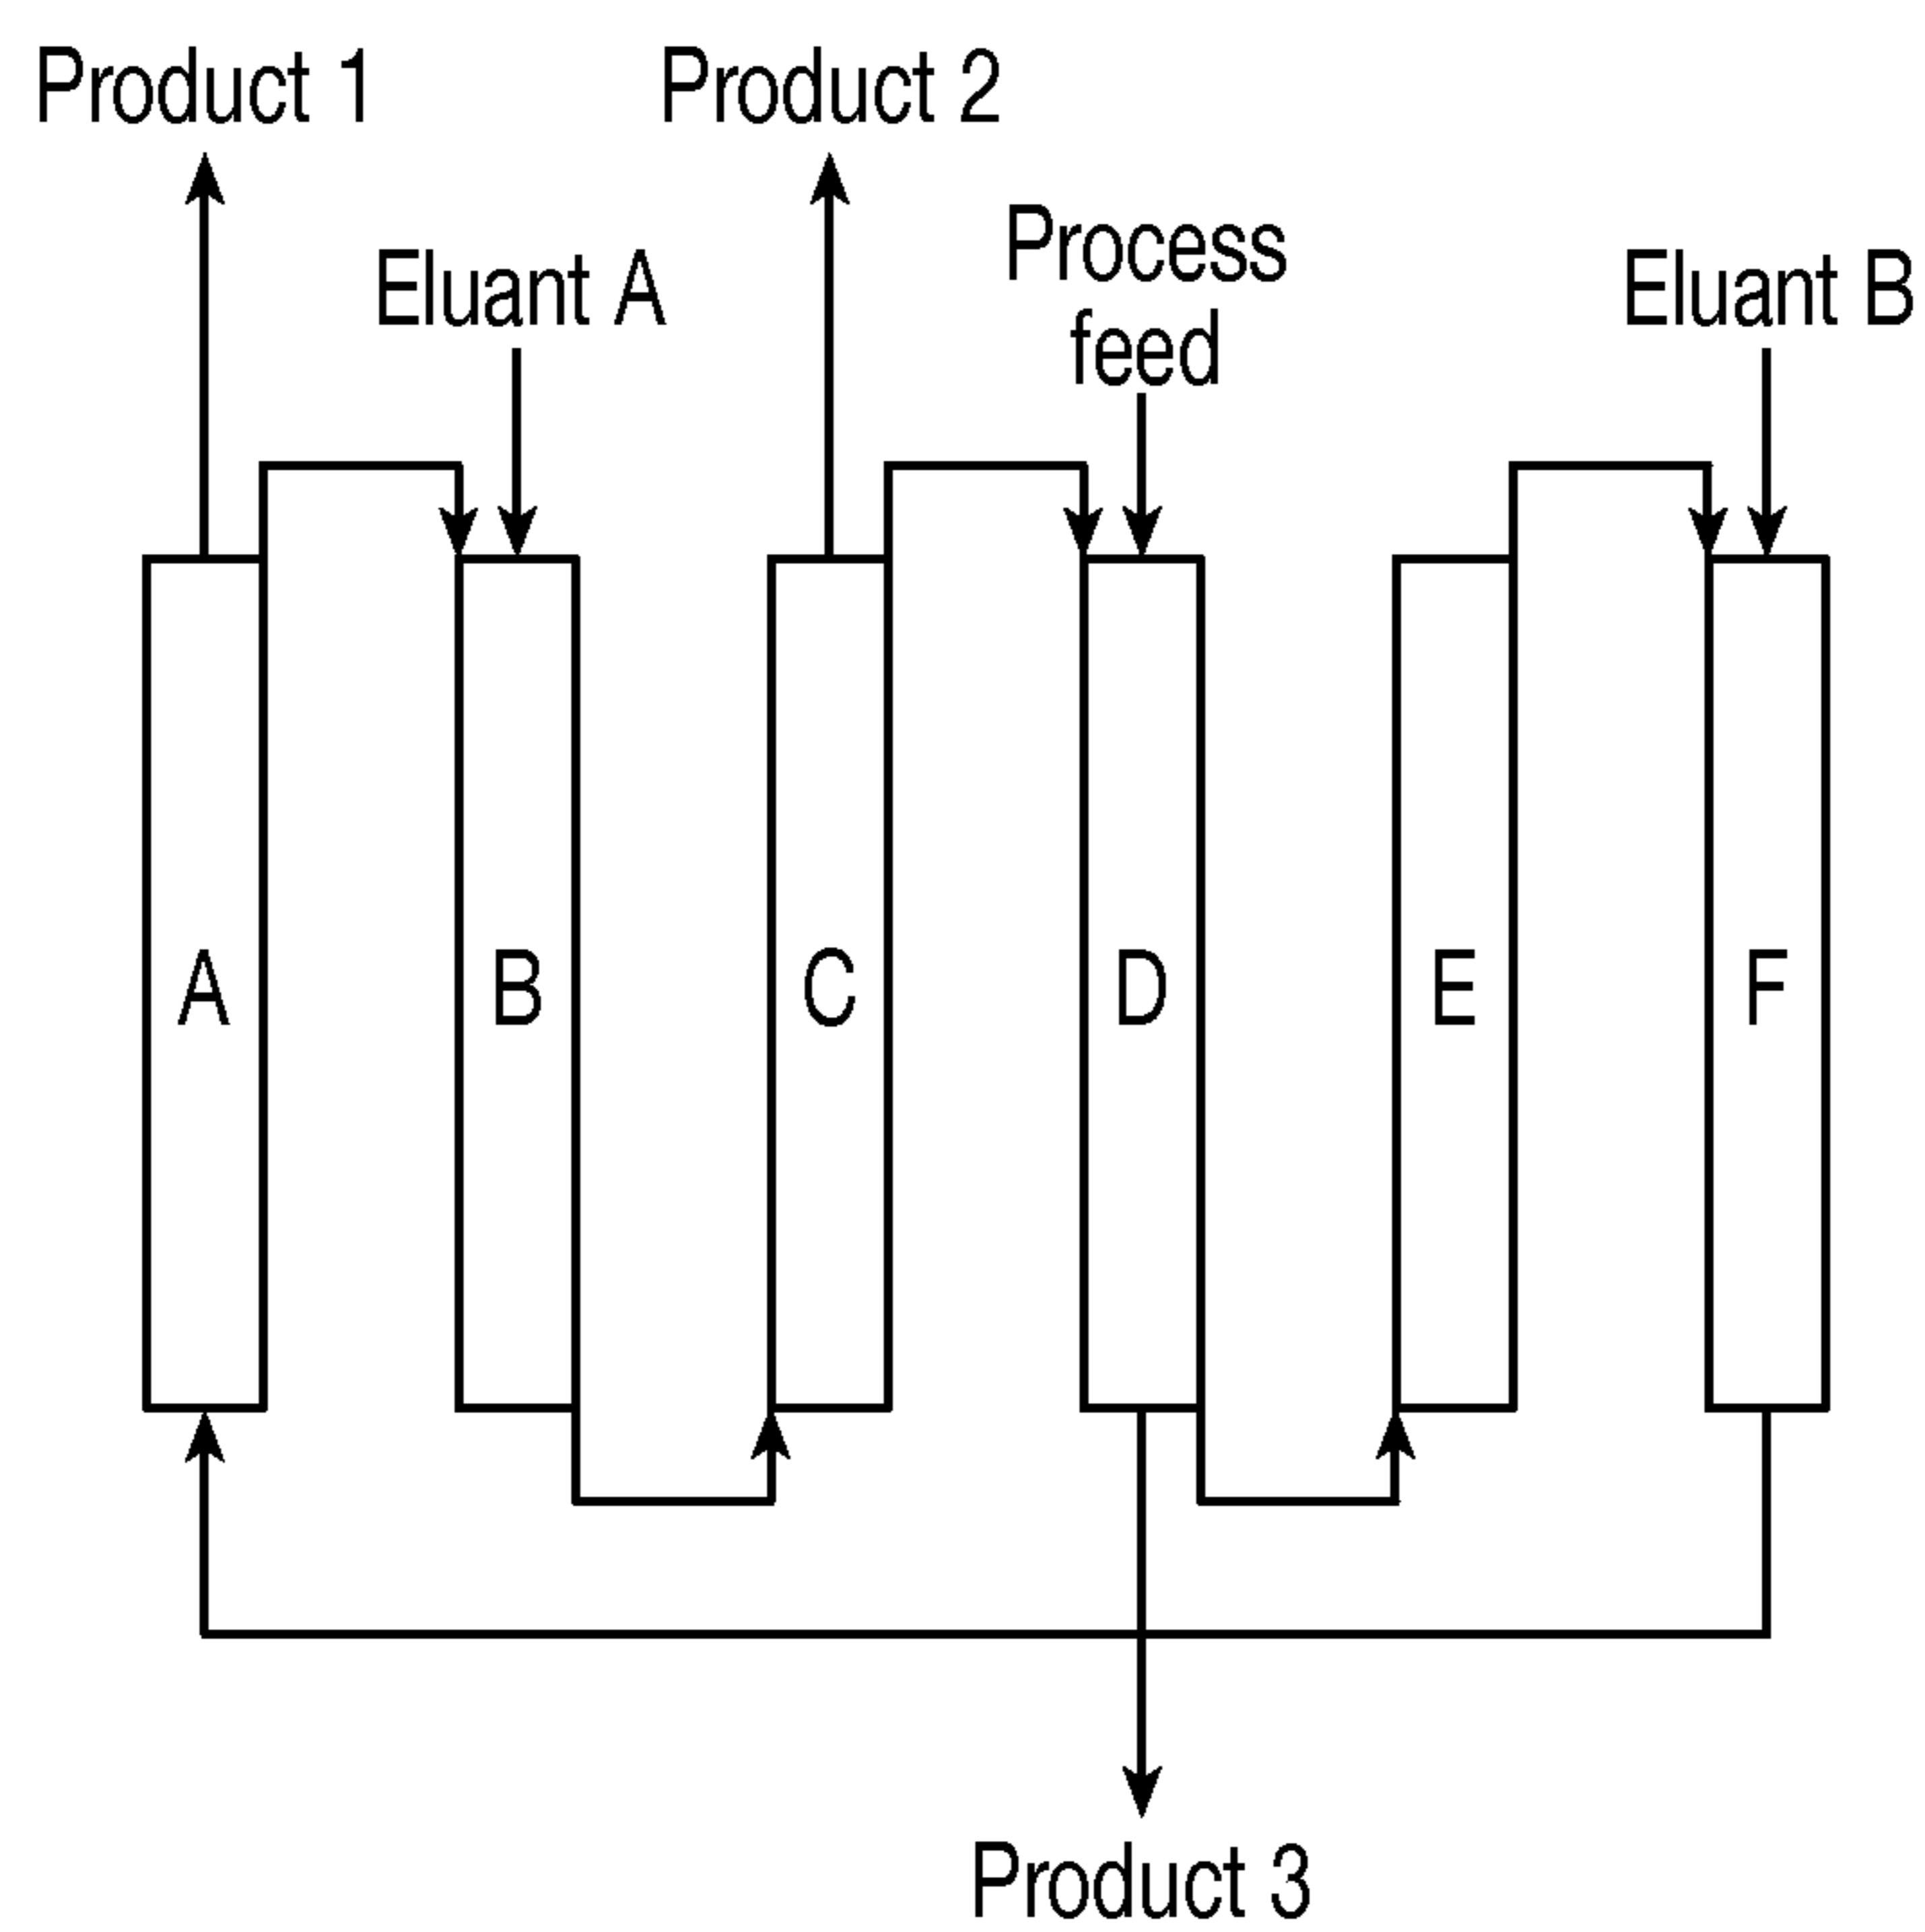 Product 1
Product 2
Process
feed
Eluant A
Eluant B
A
B
C
D
E
F
Product 3